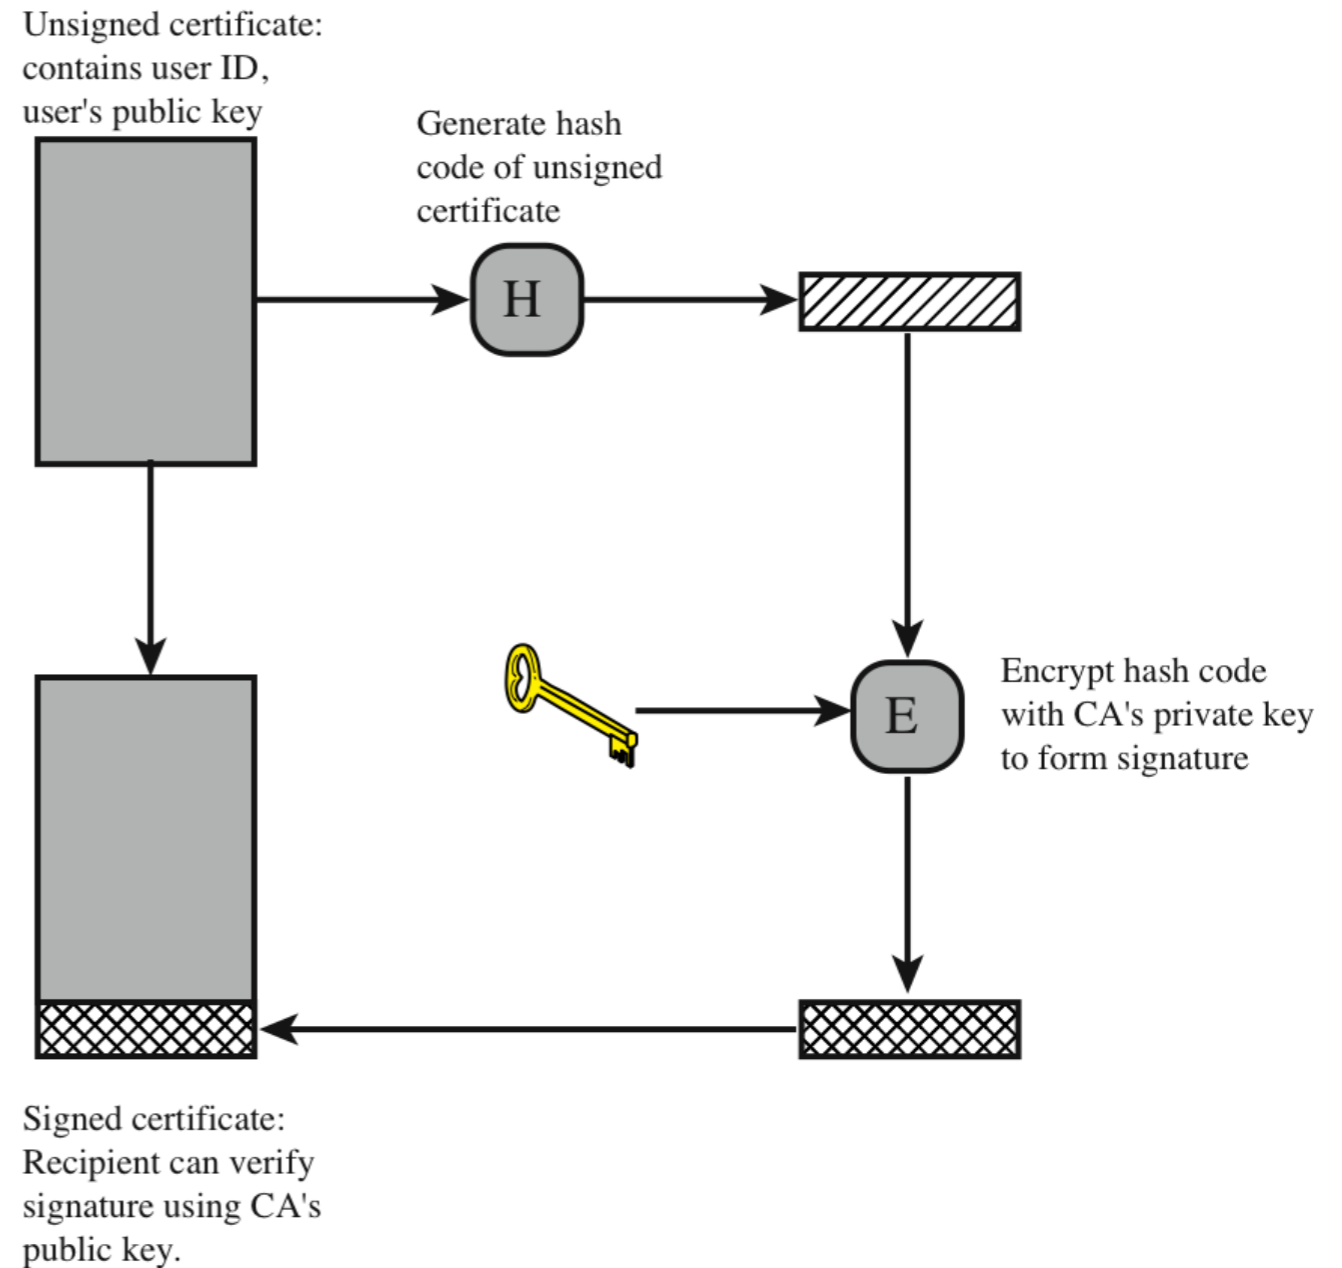 Unsigned certificate:
contains user ID,
user's public key
Generate hash
code of unsigned
certificate
H
E
Encrypt hash code
with CA's private key
to form signature
Signed certificate:
Recipient can verify
signature using CA's
public key.